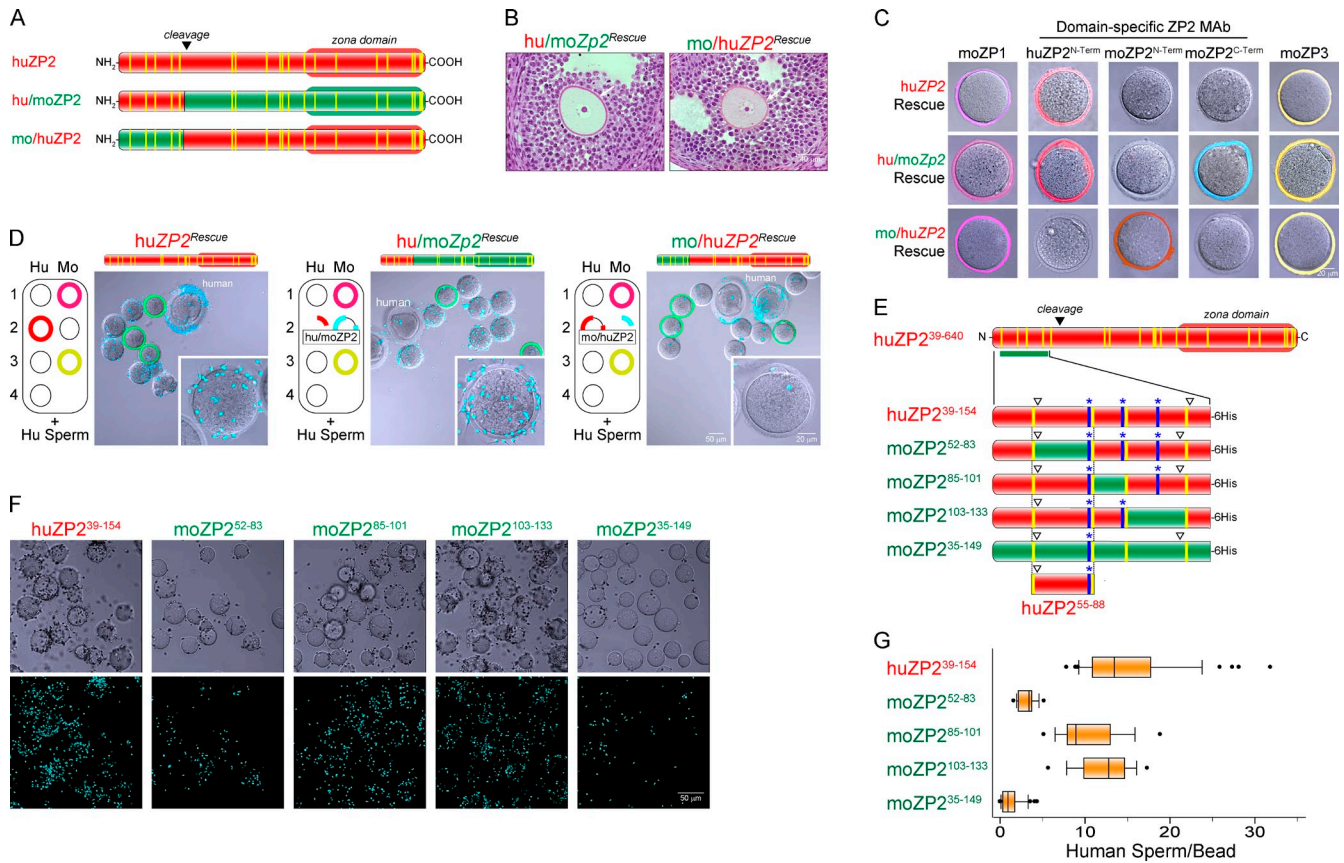 A
cleavage
zona domain
huZP2
NH2-
-COOH
hu/moZP2
NH2-
-COOH
mo/huZP2
NH2-
-COOH
B
hu/moZp2Rescue
mo/huZP2Rescue
40 μm
C
Domain-specific ZP2 MAb
moZP1
huZP2N-Term
moZP2N-Term
moZP2C-Term
moZP3
huZP2
Rescue
hu/moZp2
Rescue
mo/huZP2
Rescue
20 μm
D
huZP2Rescue
Hu Mo
1
2
3
4
+
Hu Sperm
human
hu/moZp2Rescue
Hu Mo
1
2
hu/moZP2
3
4
+
Hu Sperm
human
mo/huZP2Rescue
Hu Mo
1
2
mo/huZP2
3
4
+
Hu Sperm
human
50 μm
20 μm
E
cleavage
zona domain
huZP239-640
N
C
huZP239-154
* * *
-6His
moZP252-83
* * *
-6His
moZP285-101
* *
-6His
moZP2103-133
* *
-6His
moZP235-149
*
-6His
*
huZP255-88
F
huZP239-154
moZP252-83
moZP285-101
moZP2103-133
moZP235-149
50 μm
G
huZP239-154
moZP252-83
moZP285-101
moZP2103-133
moZP235-149
0 10 20 30
Human Sperm/Bead